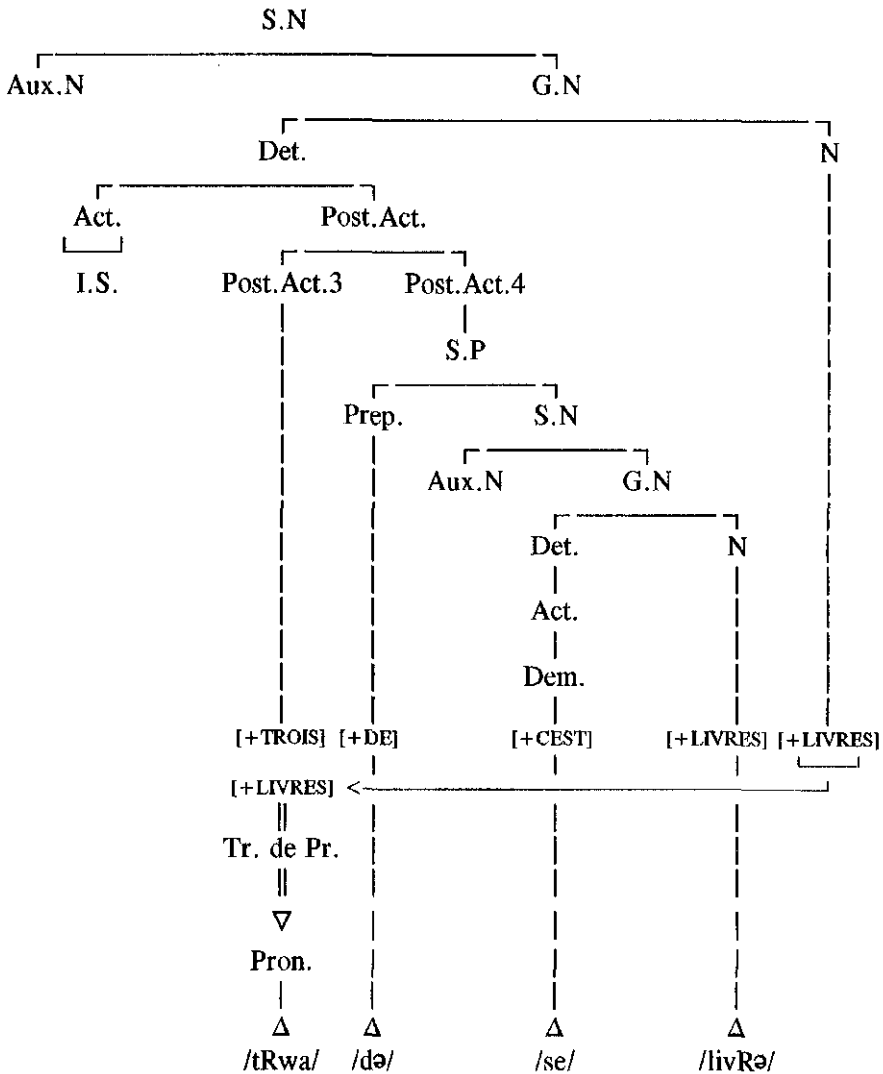 S.N
Aux.N G.N
Det. N
Act. Post.Act.
I.S. Post.Act.3 Post.Act.4
S.P
Prep. S.N
Aux.N G.N
Det. N
Act.
Dem.
[+TROIS] [+DE] [+CEST] [+LIVRES] [+LIVRES]
[+LIVRES] <
Tr. de Pr.
▽
Pron.
Δ Δ Δ Δ
/tRwa/ /də/ /se/ /livRə/